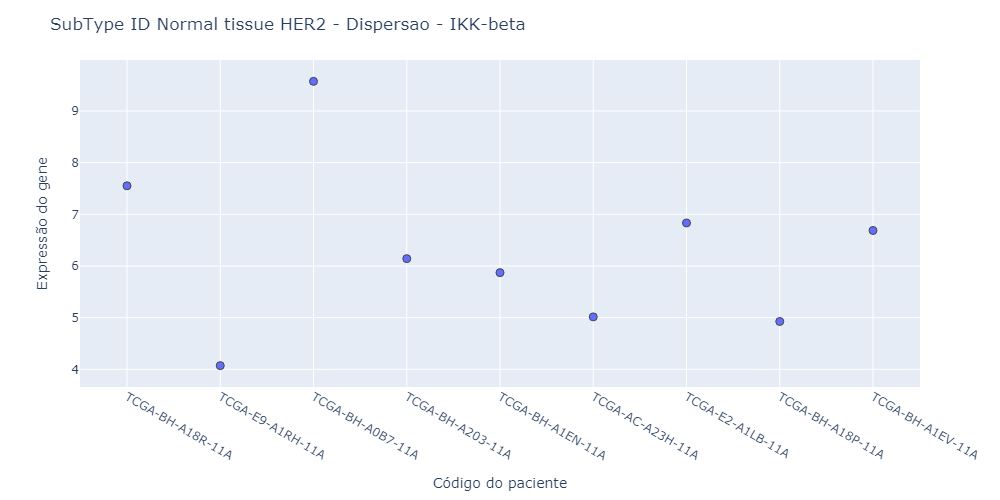 SubType ID Normal tissue HER2 - Dispersao - IKK-beta
Expressão do gene
9
8
7
6
5
4
TCGA-BH-A18R-11A
TCGA-E9-A1RH-11A
TCGA-BH-A0B7-11A
TCGA-BH-A203-11A
TCGA-BH-A1EN-11A
TCGA-AC-A23H-11A
TCGA-E2-A1LB-11A
TCGA-BH-A18P-11A
TCGA-BH-A1EV-11A
Código do paciente